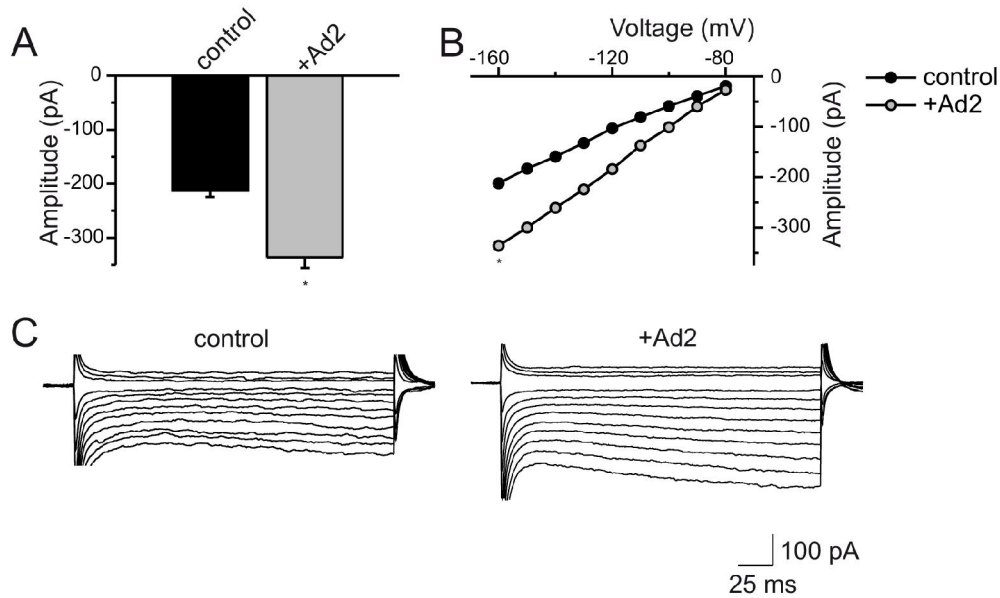 A
control
+Ad2
0
-100
-200
-300
Amplitude (pA)
*
B
Voltage (mV)
-160
-120
-80
0
-100
-200
-300
Amplitude (pA)
*
control
+Ad2
C
control
+Ad2
100 pA
25 ms